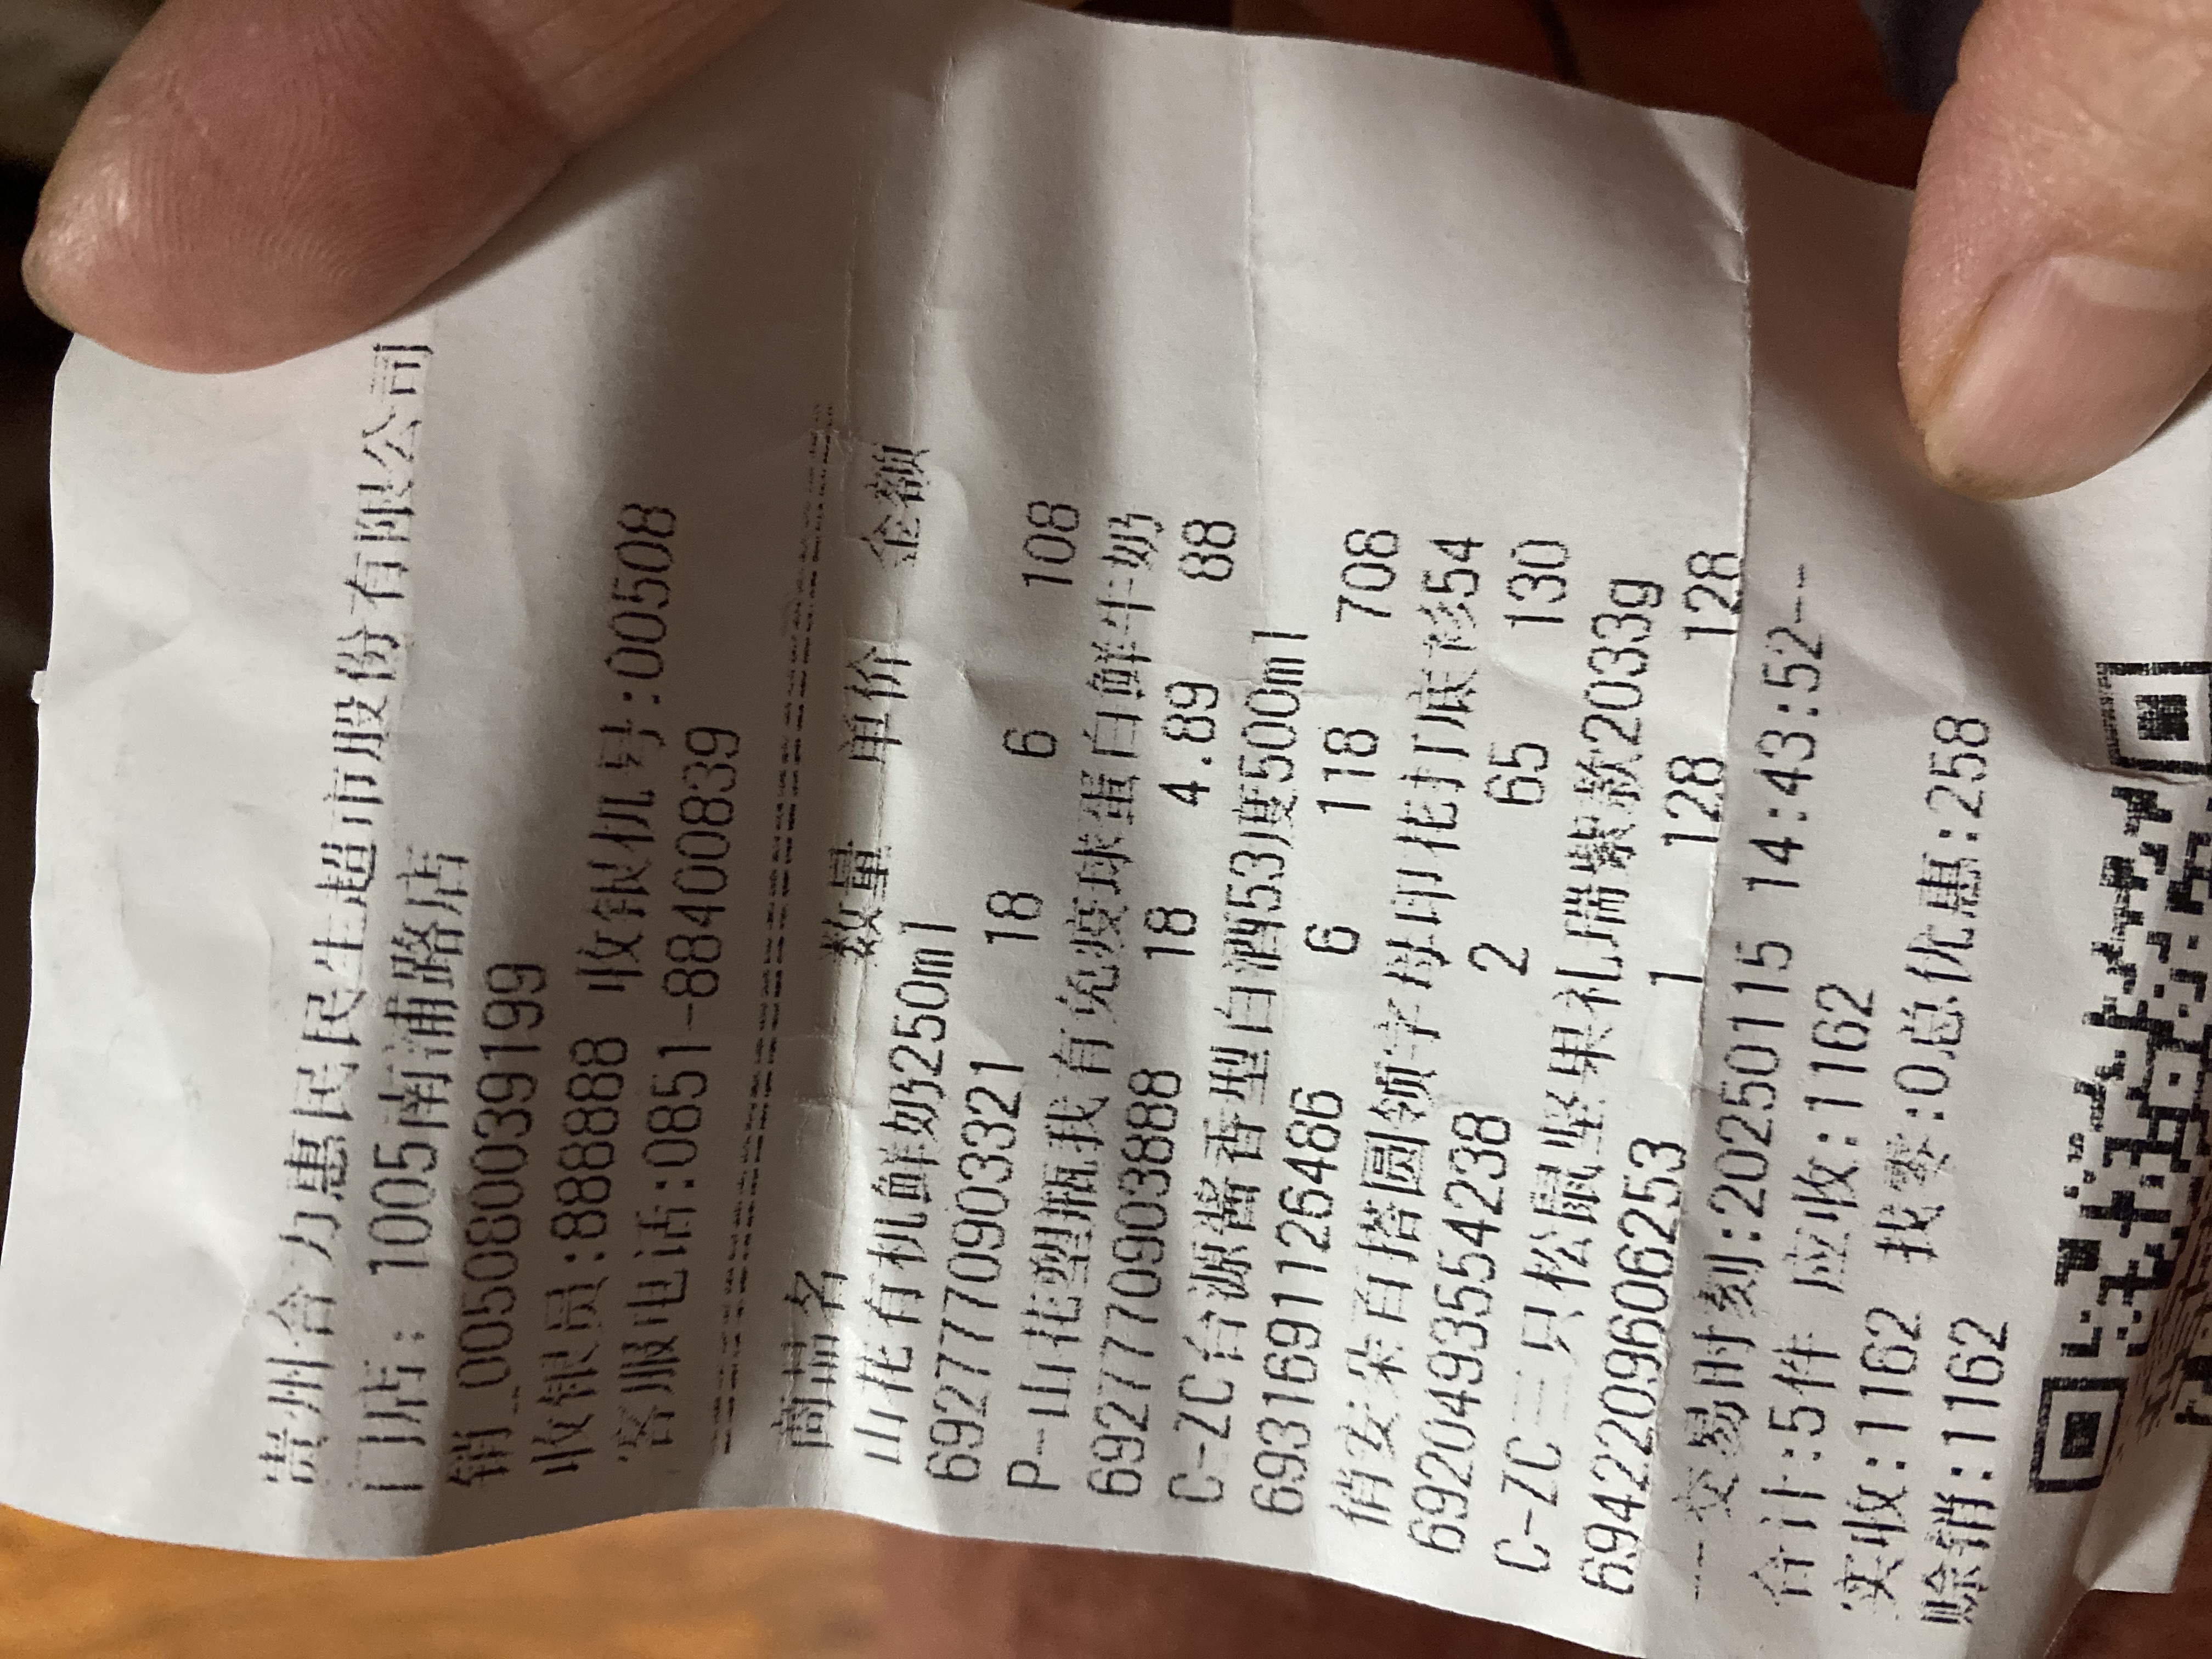 贵州合力惠民民生超市股份有限公司
门店: 1005南浦路店
销_005080039199
收银员:88888 收银机号:00508
客服电话:0851-88400839
商品名 数量 单价 金额
山花有机鲜奶250ml
6927770903321 18 6 108
P-山花塑瓶我有免疫球蛋白鲜牛奶
6927770903888 18 4.89 88
C-ZC台源酱香型白酒53度500ml
6931691126486 6 118 708
俏安朵百搭圆领字母印花打底衫54
6920493554238 2 65 130
C-ZC三只松鼠坚果礼瑞紫款2033g
6942209606253 1 128 128
--交易时刻:20250115 14:43:52--
合计:5件 应收:1162
实收:1162 找零:0总优惠:258
赊销:1162